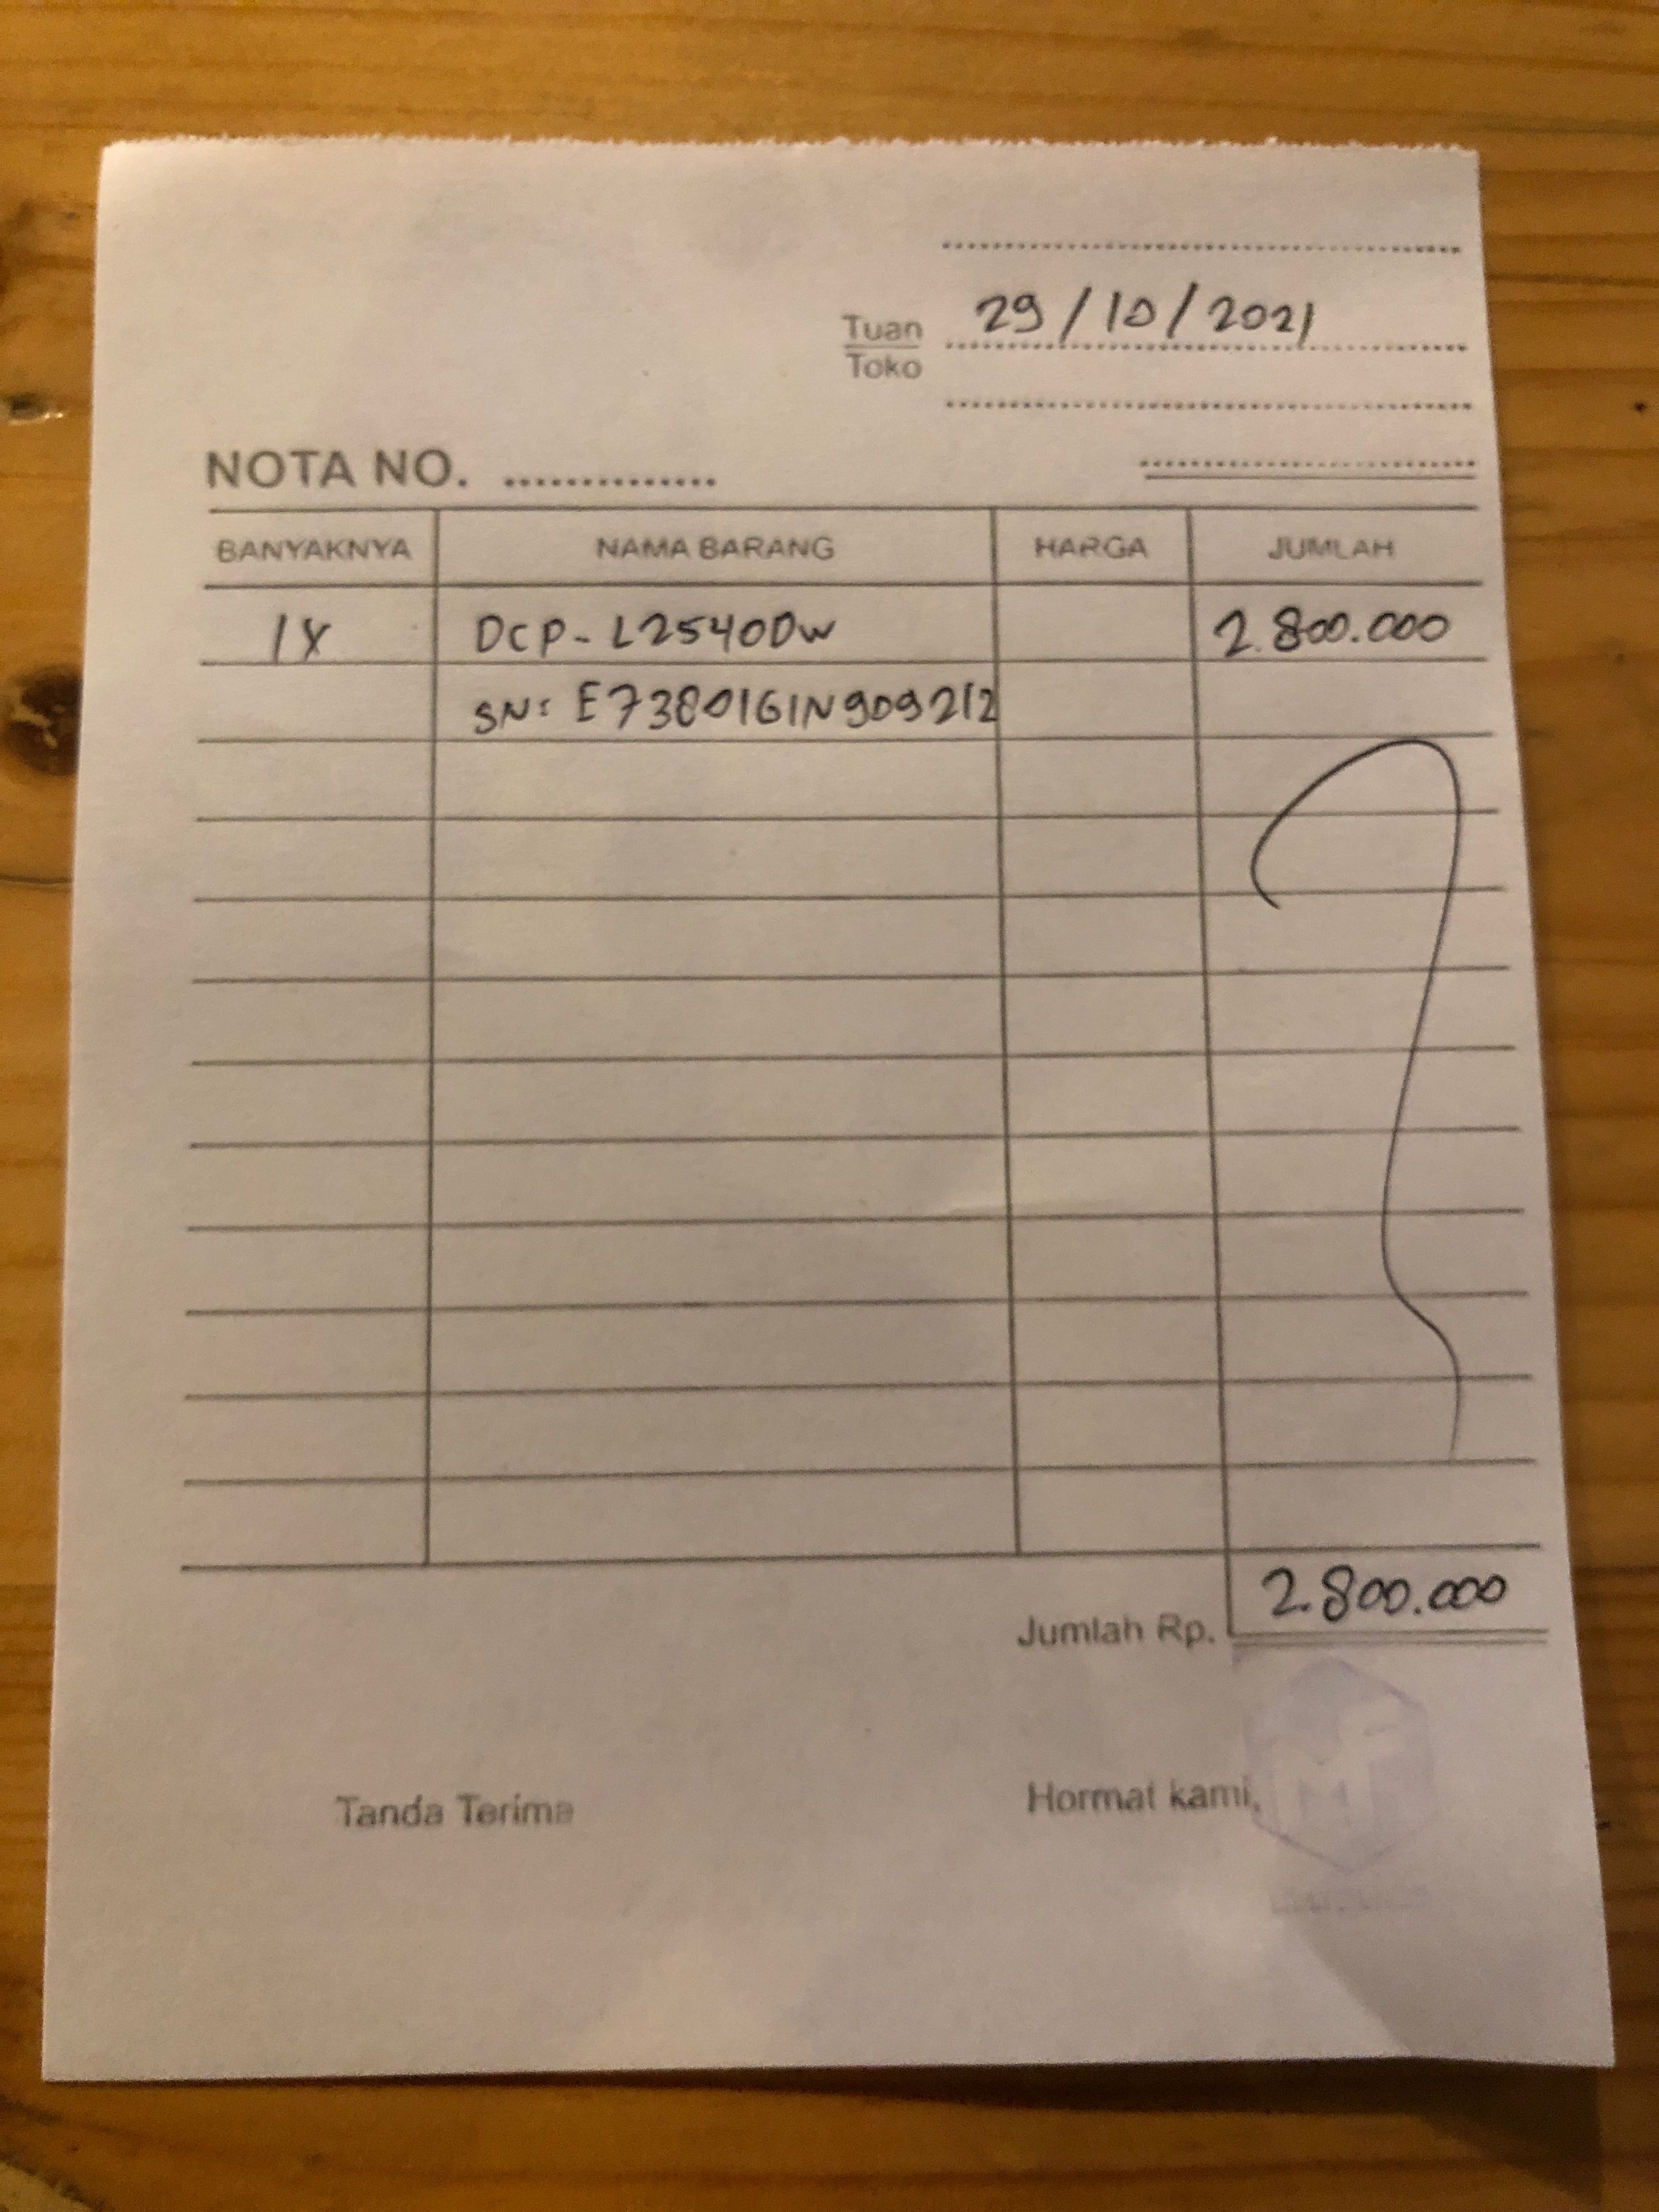 29/10/2021
Tuan
Toko
NOTA NO. ..............
BANYAKNYA NAMA BARANG HARGA JUMLAH
1X DCP-L2540DW 2.800.000
SN: E73801G1N909212
Jumlah Rp. 2.800.000
Tanda Terima Hormat kami,
MF